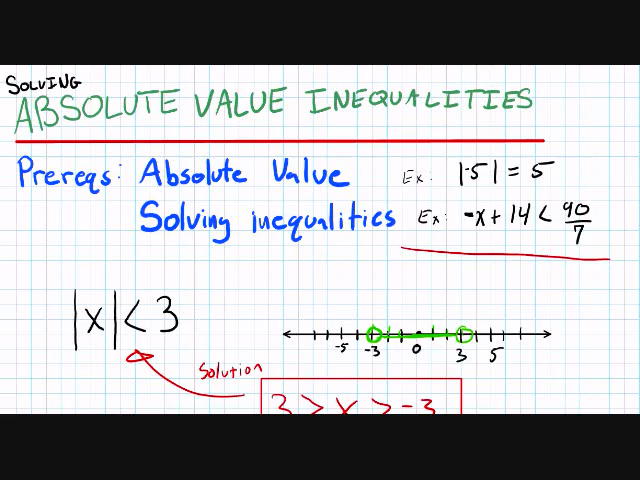 SOLVING
ABSOLUTE VALUE INEQUALITIES
Prereqs: Absolute Value Ex: |-5| = 5
Solving inequalities Ex: -x + 14 < 90/7
|x| < 3
-5 -3 0 3 5
Solution
3 > x > -3